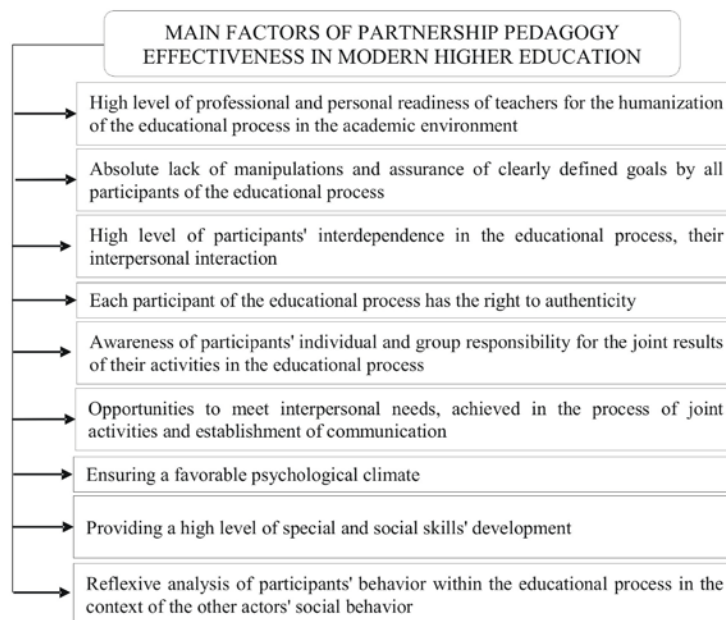 MAIN FACTORS OF PARTNERSHIP PEDAGOGY
EFFECTIVENESS IN MODERN HIGHER EDUCATION
High level of professional and personal readiness of teachers for the humanization
of the educational process in the academic environment
Absolute lack of manipulations and assurance of clearly defined goals by all
participants of the educational process
High level of participants' interdependence in the educational process, their
interpersonal interaction
Each participant of the educational process has the right to authenticity
Awareness of participants' individual and group responsibility for the joint results
of their activities in the educational process
Opportunities to meet interpersonal needs, achieved in the process of joint
activities and establishment of communication
Ensuring a favorable psychological climate
Providing a high level of special and social skills' development
Reflexive analysis of participants' behavior within the educational process in the
context of the other actors' social behavior